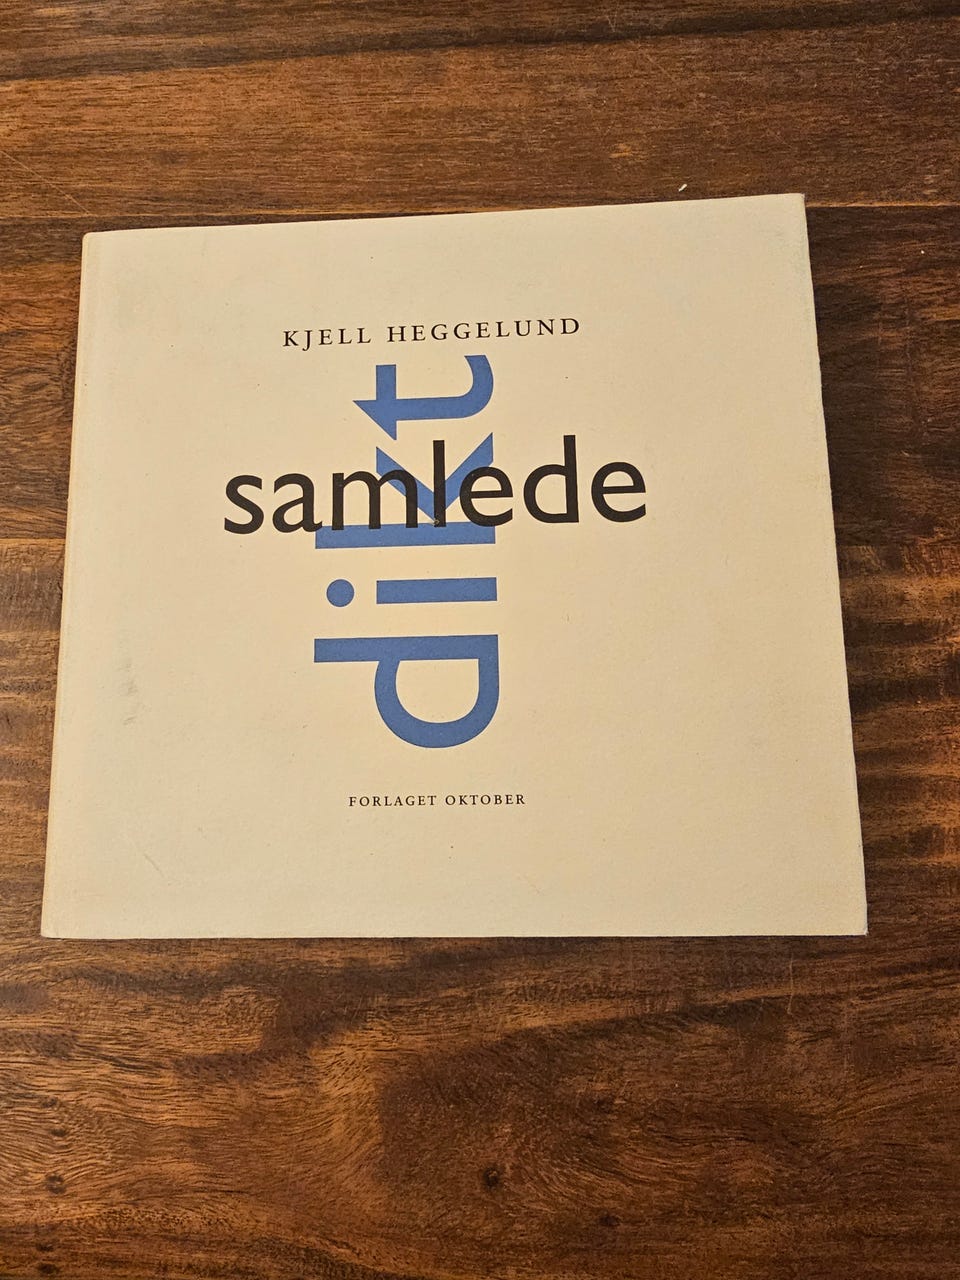 KJELL HEGGELUND
samlede
dikt
FORLAGET OKTOBER